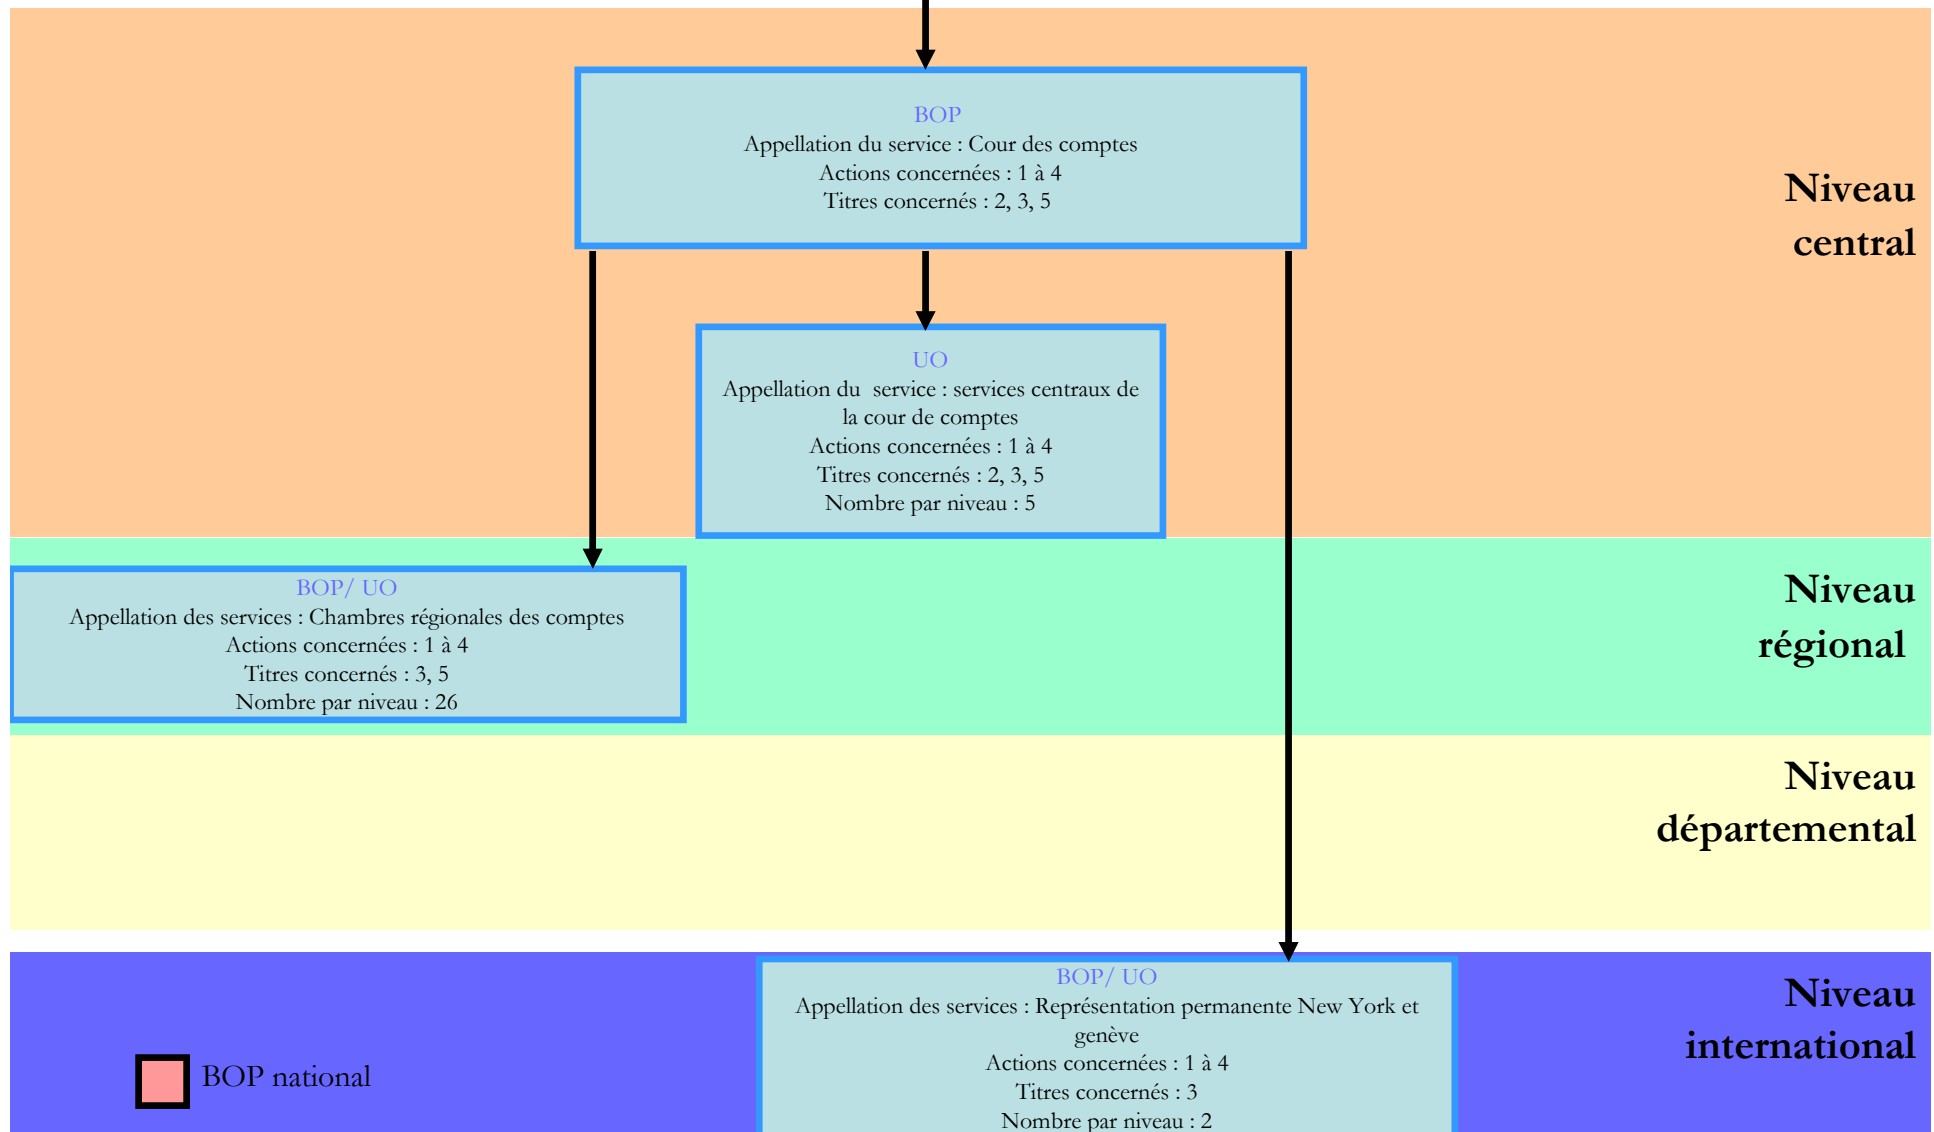 BOP
Appellation du service : Cour des comptes
Actions concernées : 1 à 4
Titres concernés : 2, 3, 5
Niveau
central
UO
Appellation du  service : services centraux de
la cour de comptes
Actions concernées : 1 à 4
Titres concernés : 2, 3, 5
Nombre par niveau : 5
BOP/ UO
Appellation des services : Chambres régionales des comptes
Actions concernées : 1 à 4
Titres concernés : 3, 5
Nombre par niveau : 26
Niveau
régional
Niveau
départemental
BOP/ UO
Appellation des services : Représentation permanente New York et
genève
Actions concernées : 1 à 4
Titres concernés : 3
Nombre par niveau : 2
Niveau
international
BOP national